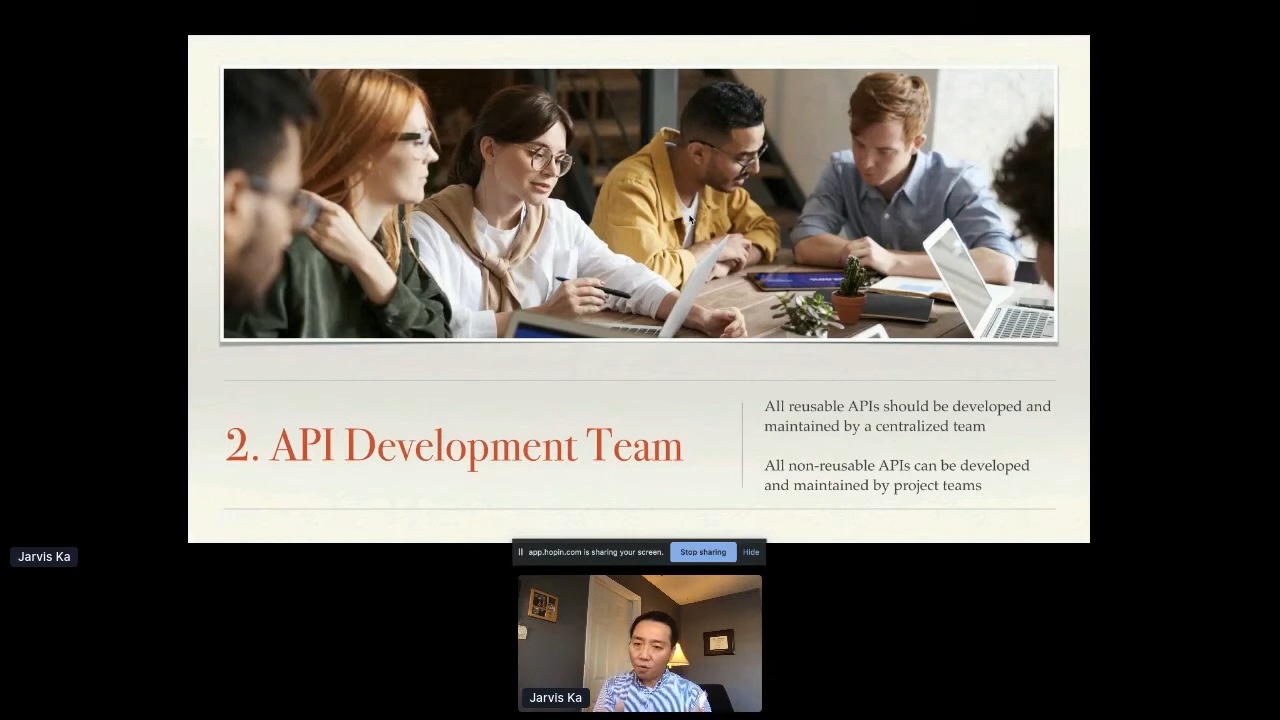 2. API Development Team
All reusable APIs should be developed and
maintained by a centralized team
All non-reusable APIs can be developed
and maintained by project teams
Jarvis Ka
app.hopin.com is sharing your screen.
Stop sharing
Hide
Jarvis Ka